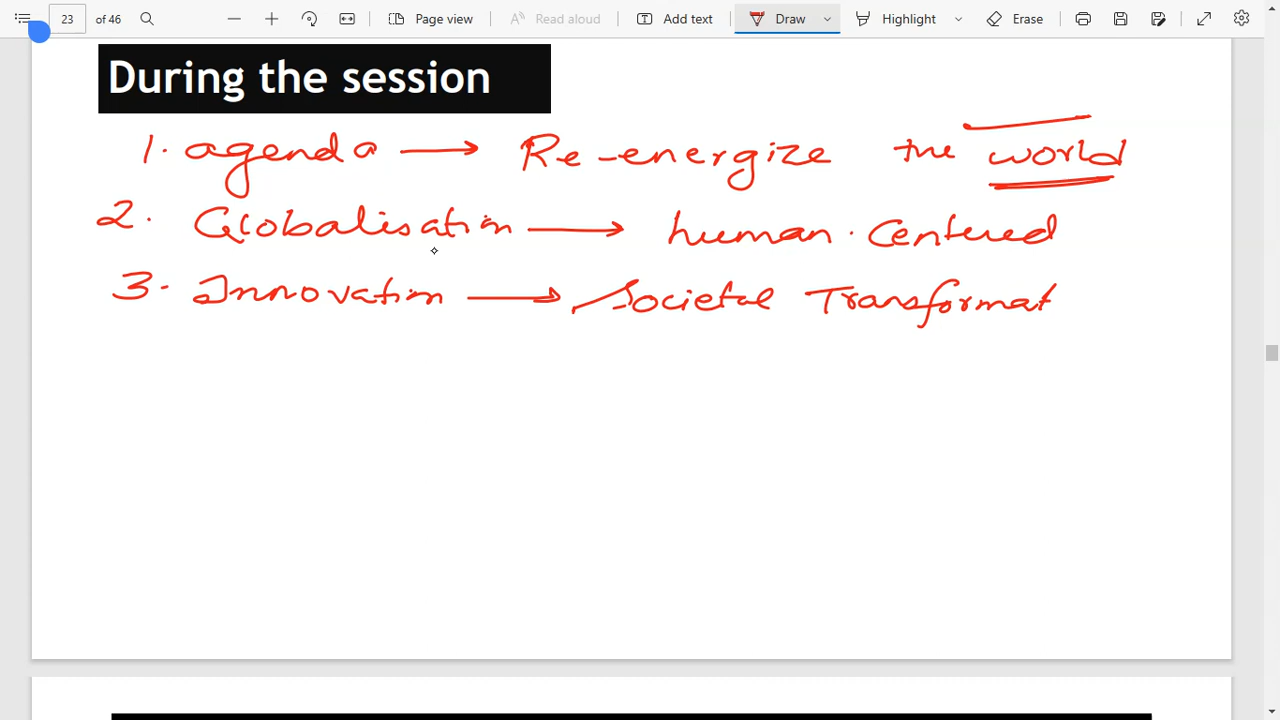 23 of 46 Page view Read aloud Add text Draw Highlight Erase
During the session
1. agenda → Re-energize the world
2. Globalisation → human-Centered
3. Innovation → Societal Transformat